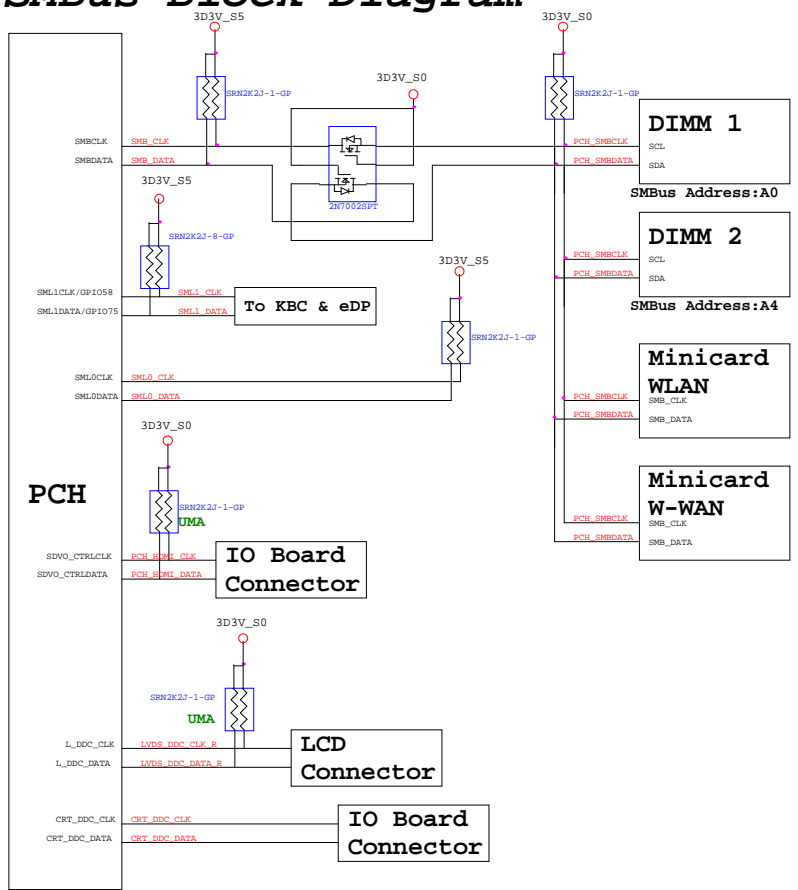 SMBus Block Diagram
3D3V_S5
3D3V_S0
3D3V_S0
SRN2K2J-1-GP
SRN2K2J-1-GP
DIMM 1
SMBCLK
SMB_CLK
PCH_SMBCLK
SCL
SMBDATA
SMB_DATA
PCH_SMBDATA
SDA
2N7002SPT
SMBus Address:A0
3D3V_S5
SRN2K2J-8-GP
DIMM 2
PCH_SMBCLK
SCL
PCH_SMBDATA
SDA
SMBus Address:A4
SML1CLK/GPIO58
SML1_CLK
SML1DATA/GPIO75
SML1_DATA
To KBC & eDP
3D3V_S5
SRN2K2J-1-GP
SML0CLK
SML0_CLK
SML0DATA
SML0_DATA
Minicard
WLAN
PCH_SMBCLK
SMB_CLK
PCH_SMBDATA
SMB_DATA
3D3V_S0
PCH
SRN2K2J-1-GP
UMA
Minicard
W-WAN
PCH_SMBCLK
SMB_CLK
PCH_SMBDATA
SMB_DATA
SDVO_CTRLCLK
PCH_HDMI_CLK
SDVO_CTRLDATA
PCH_HDMI_DATA
IO Board
Connector
3D3V_S0
SRN2K2J-1-GP
UMA
L_DDC_CLK
LVDS_DDC_CLK_R
L_DDC_DATA
LVDS_DDC_DATA_R
LCD
Connector
CRT_DDC_CLK
CRT_DDC_CLK
CRT_DDC_DATA
CRT_DDC_DATA
IO Board
Connector